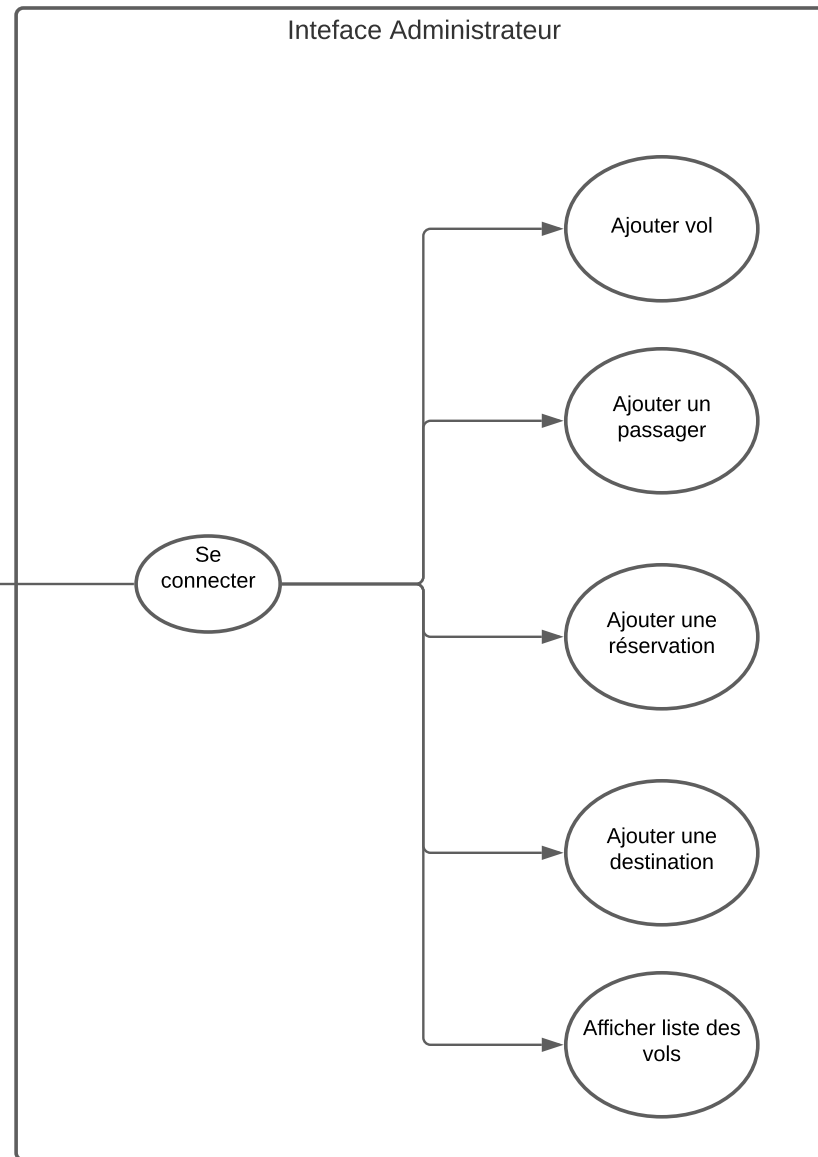 Inteface Administrateur
Ajouter vol
Ajouter un
passager
Se
connecter
Ajouter une
réservation
Ajouter une
destination
Afficher liste des
vols